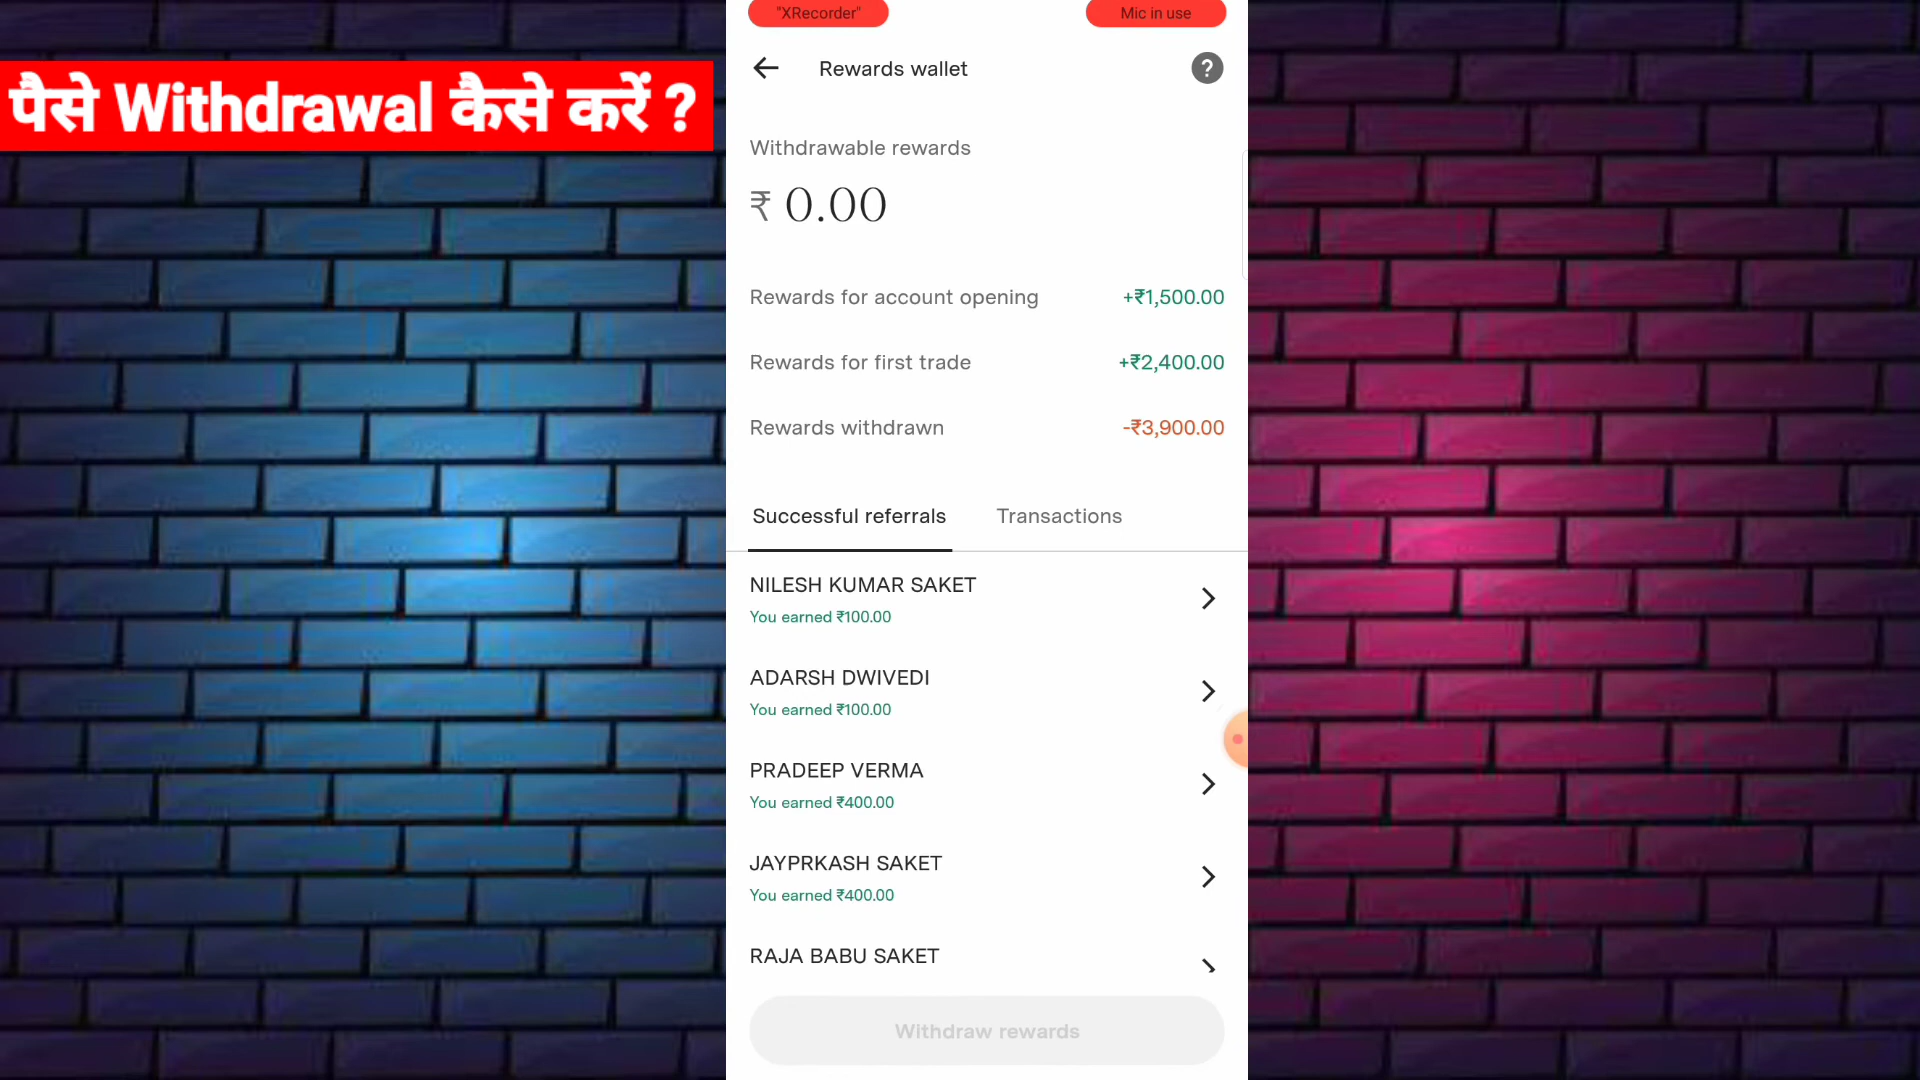 "XRecorder"
Mic in use
पैसे Withdrawal कैसे करें ?
Rewards wallet
?
Withdrawable rewards
₹ 0.00
Rewards for account opening +₹1,500.00
Rewards for first trade +₹2,400.00
Rewards withdrawn -₹3,900.00
Successful referrals Transactions
NILESH KUMAR SAKET
You earned ₹100.00
ADARSH DWIVEDI
You earned ₹100.00
PRADEEP VERMA
You earned ₹400.00
JAYPRKASH SAKET
You earned ₹400.00
RAJA BABU SAKET
Withdraw rewards